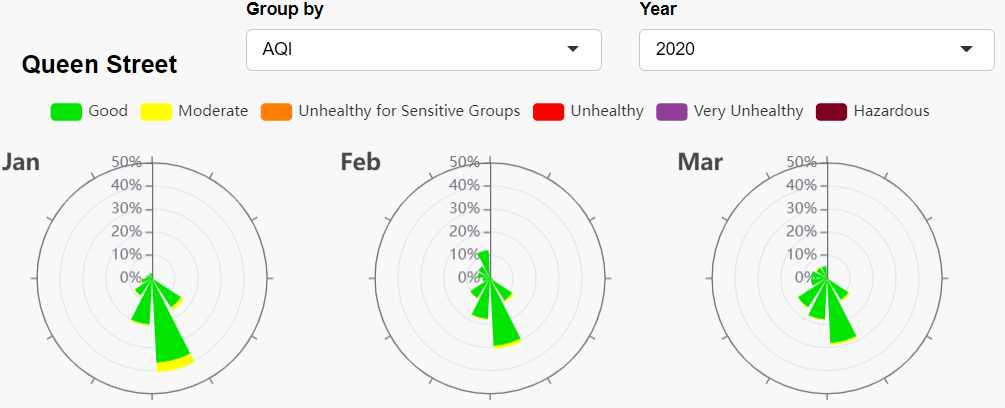 Group by
Year
AQI
2020
Queen Street
Good
Moderate
Unhealthy for Sensitive Groups
Unhealthy
Very Unhealthy
Hazardous
Jan
50%
40%
30%
20%
10%
0%
Feb
50%
40%
30%
20%
10%
0%
Mar
50%
40%
30%
20%
10%
0%